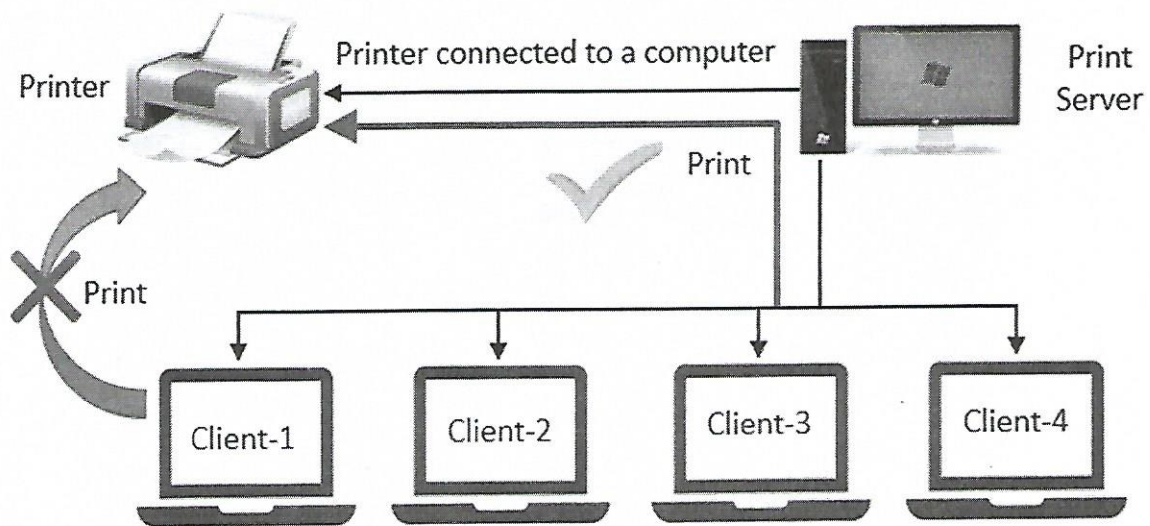 Printer connected to a computer
Printer
Print
Server
Print
Print
Client-1
Client-2
Client-3
Client-4